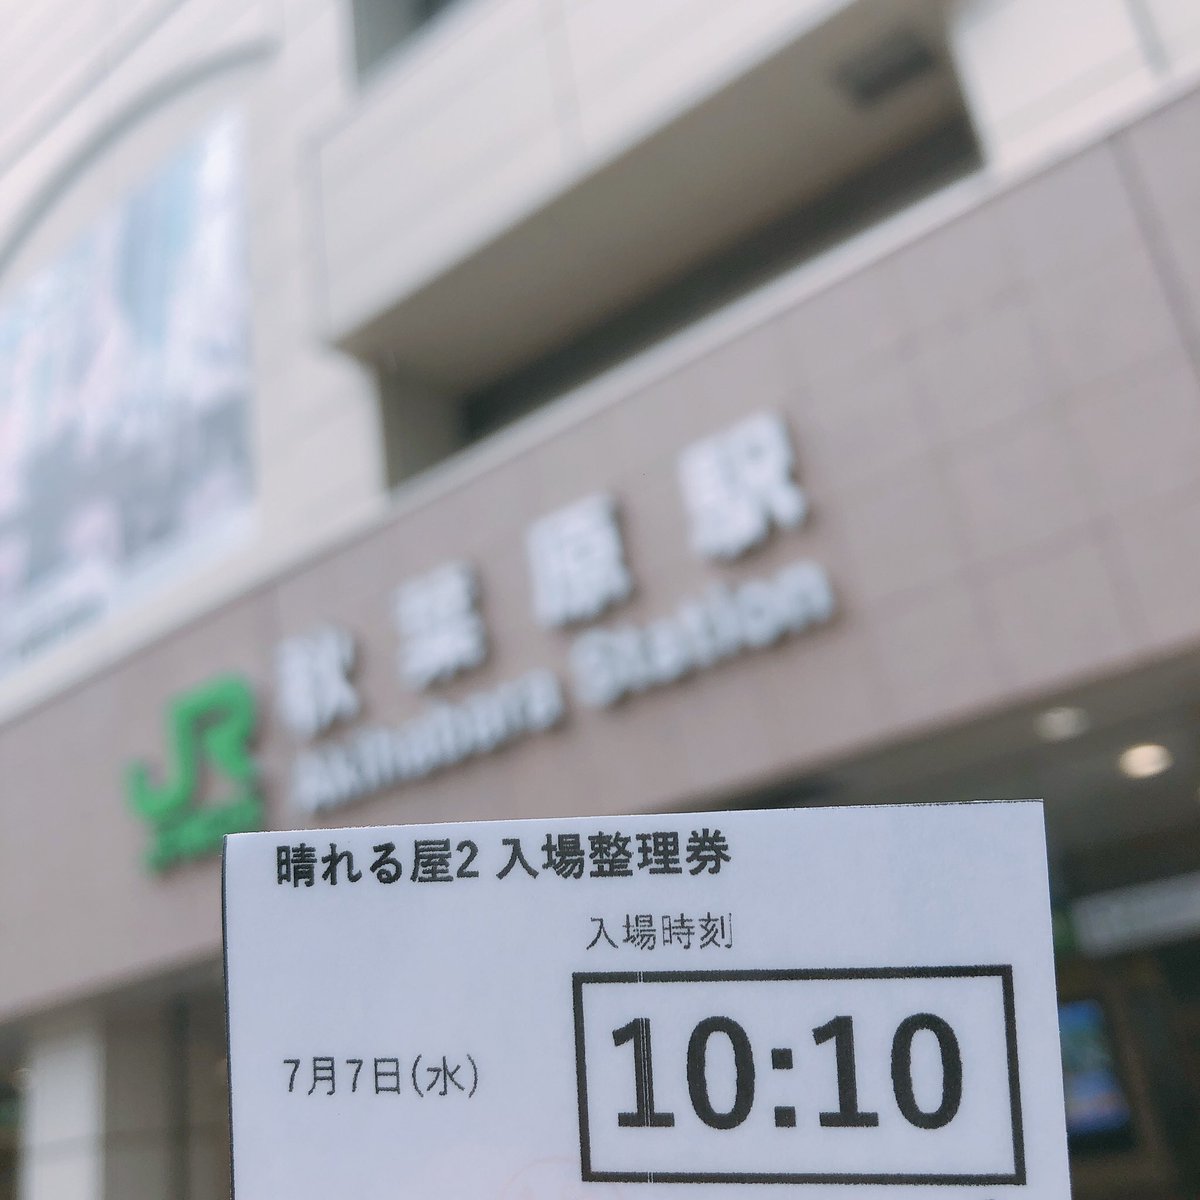 秋葉原駅
JR
Akihabara Station
晴れる屋2 入場整理券
入場時刻
7月7日(水)
10:10